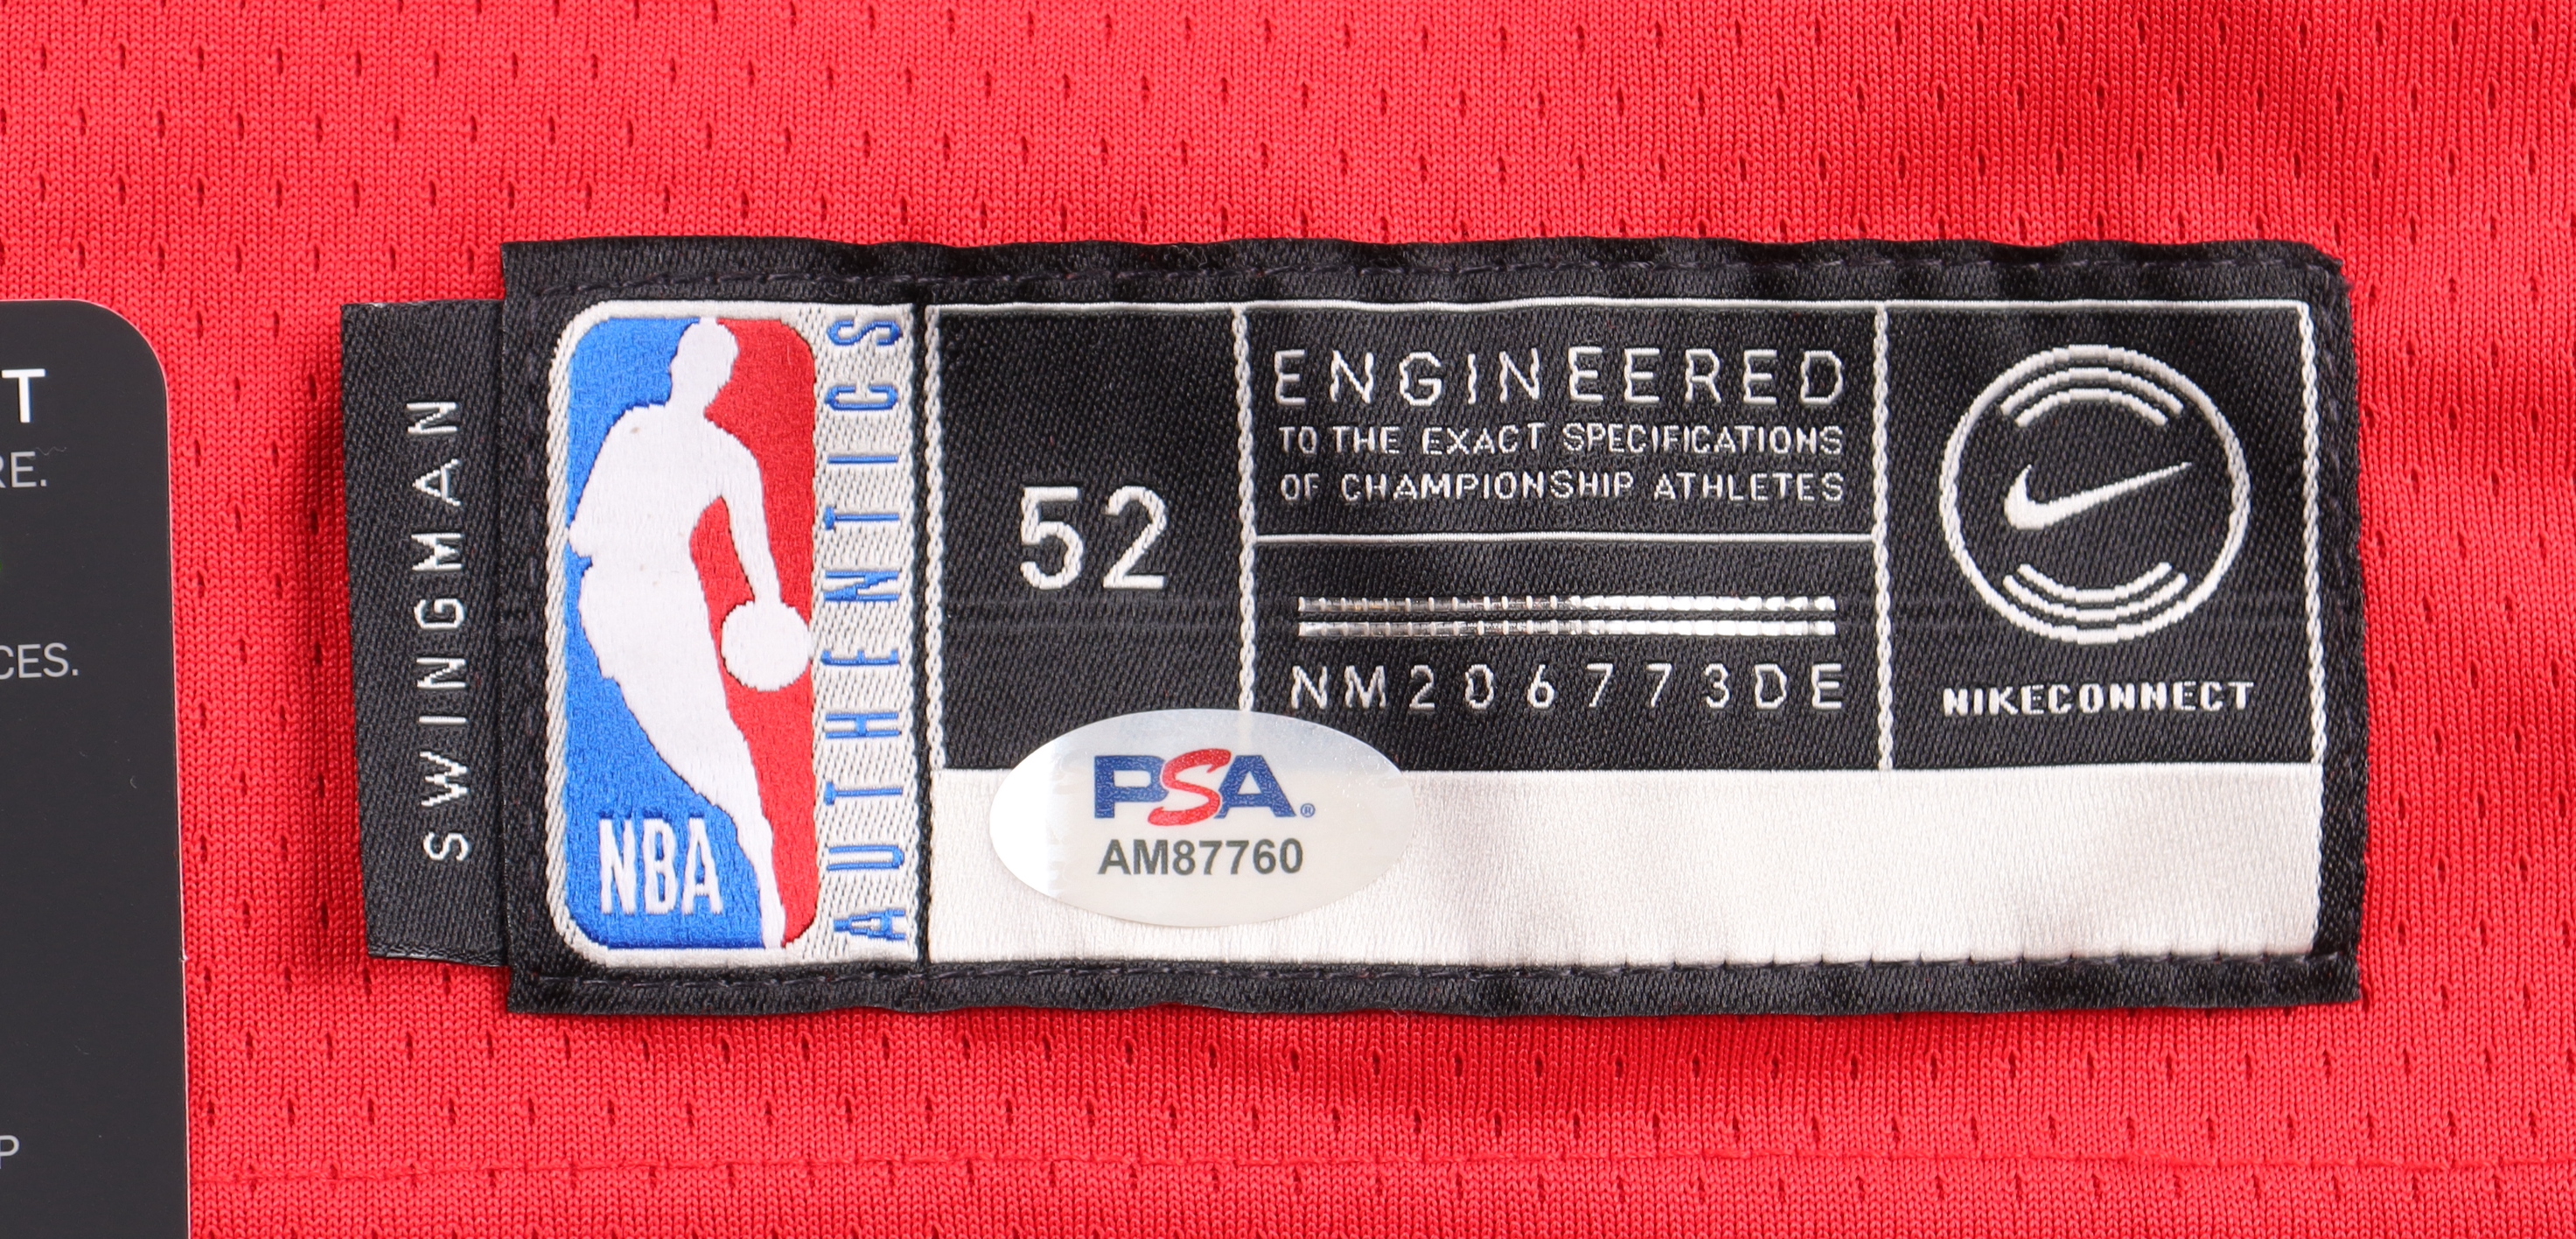 T
RE.
CES.
P
SWINGMAN
NBA
AUTHENTICS
52
ENGINEERED
TO THE EXACT SPECIFICATIONS
OF CHAMPIONSHIP ATHLETES
NM206773DE
NIKECONNECT
PSA®
AM87760